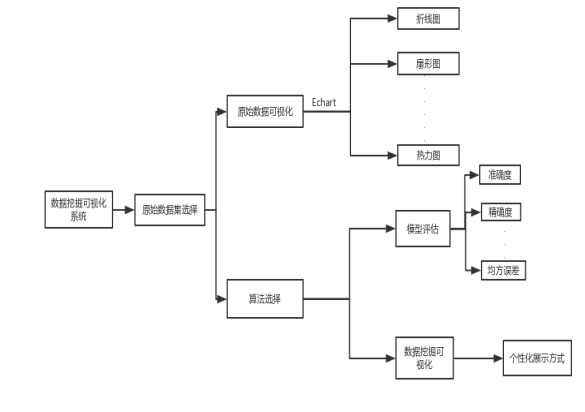 折线图
扇形图
原始数据可视化
Echart
热力图
准确度
数据挖掘可视化
系统
原始数据集选择
精确度
模型评估
均方误差
算法选择
数据挖掘可
视化
个性化展示方式